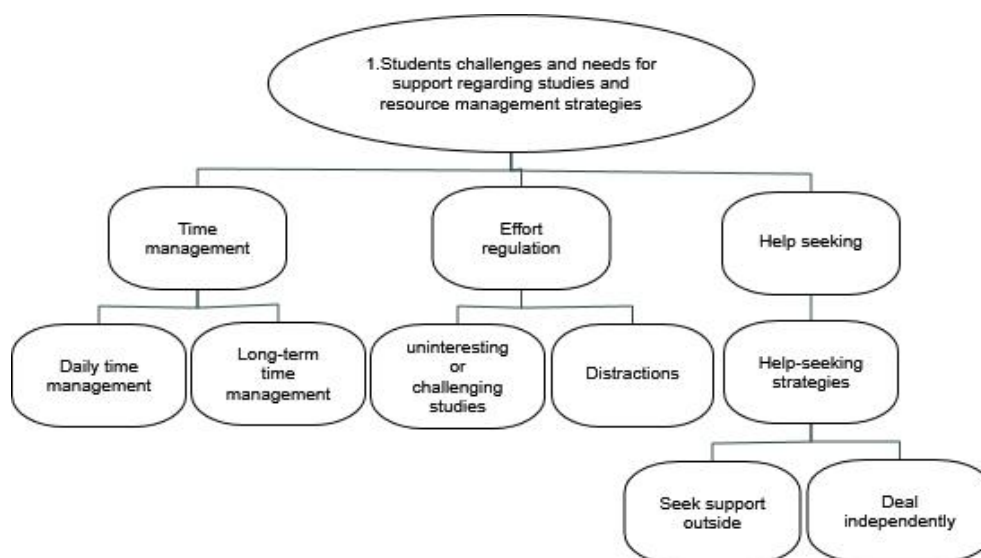 1.Students challenges and needs for
support regarding studies and
resource management strategies
Time
management
Effort
regulation
Help seeking
Daily time
management
Long-term
time
management
uninteresting
or
challenging
studies
Distractions
Help-seeking
strategies
Seek support
outside
Deal
independently